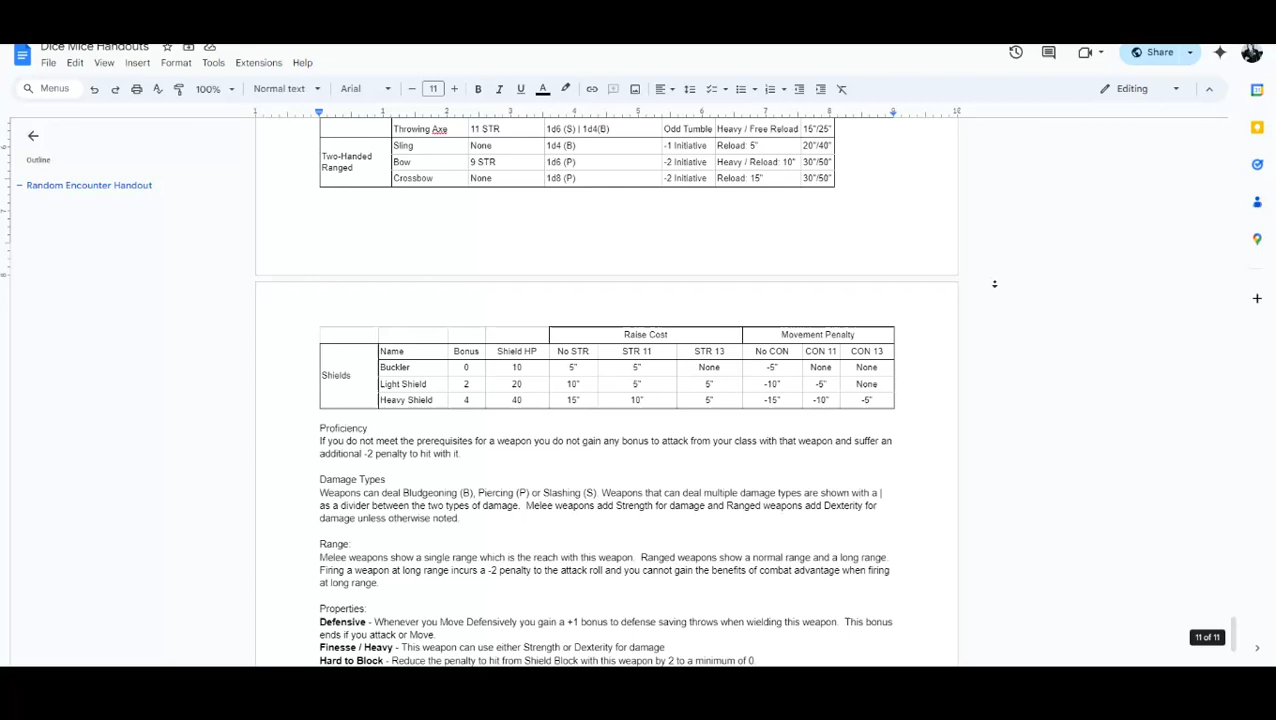 Dice Mice Handouts
File Edit View Insert Format Tools Extensions Help
Share
Menus 100% Normal text Arial 11 Editing
1 1 2 3 4 5 6 7 8 9 10
Outline
Random Encounter Handout
Throwing Axe 11 STR 1d6 (S) | 1d4(B) Odd Tumble Heavy / Free Reload 15"/25"
Two-Handed Ranged
Sling None 1d4 (B) -1 Initiative Reload: 5" 20"/40"
Bow 9 STR 1d6 (P) -2 Initiative Heavy / Reload: 10" 30"/50"
Crossbow None 1d8 (P) -2 Initiative Reload: 15" 30"/50"
Raise Cost Movement Penalty
Shields
Name Bonus Shield HP No STR STR 11 STR 13 No CON CON 11 CON 13
Buckler 0 10 5" 5" None -5" None None
Light Shield 2 20 10" 5" 5" -10" -5" None
Heavy Shield 4 40 15" 10" 5" -15" -10" -5"
Proficiency
If you do not meet the prerequisites for a weapon you do not gain any bonus to attack from your class with that weapon and suffer an
additional -2 penalty to hit with it.
Damage Types
Weapons can deal Bludgeoning (B), Piercing (P) or Slashing (S). Weapons that can deal multiple damage types are shown with a |
as a divider between the two types of damage. Melee weapons add Strength for damage and Ranged weapons add Dexterity for
damage unless otherwise noted.
Range:
Melee weapons show a single range which is the reach with this weapon. Ranged weapons show a normal range and a long range.
Firing a weapon at long range incurs a -2 penalty to the attack roll and you cannot gain the benefits of combat advantage when firing
at long range.
Properties:
Defensive - Whenever you Move Defensively you gain a +1 bonus to defense saving throws when wielding this weapon. This bonus
ends if you attack or Move.
Finesse / Heavy - This weapon can use either Strength or Dexterity for damage
Hard to Block - Reduce the penalty to hit from Shield Block with this weapon by 2 to a minimum of 0
11 of 11